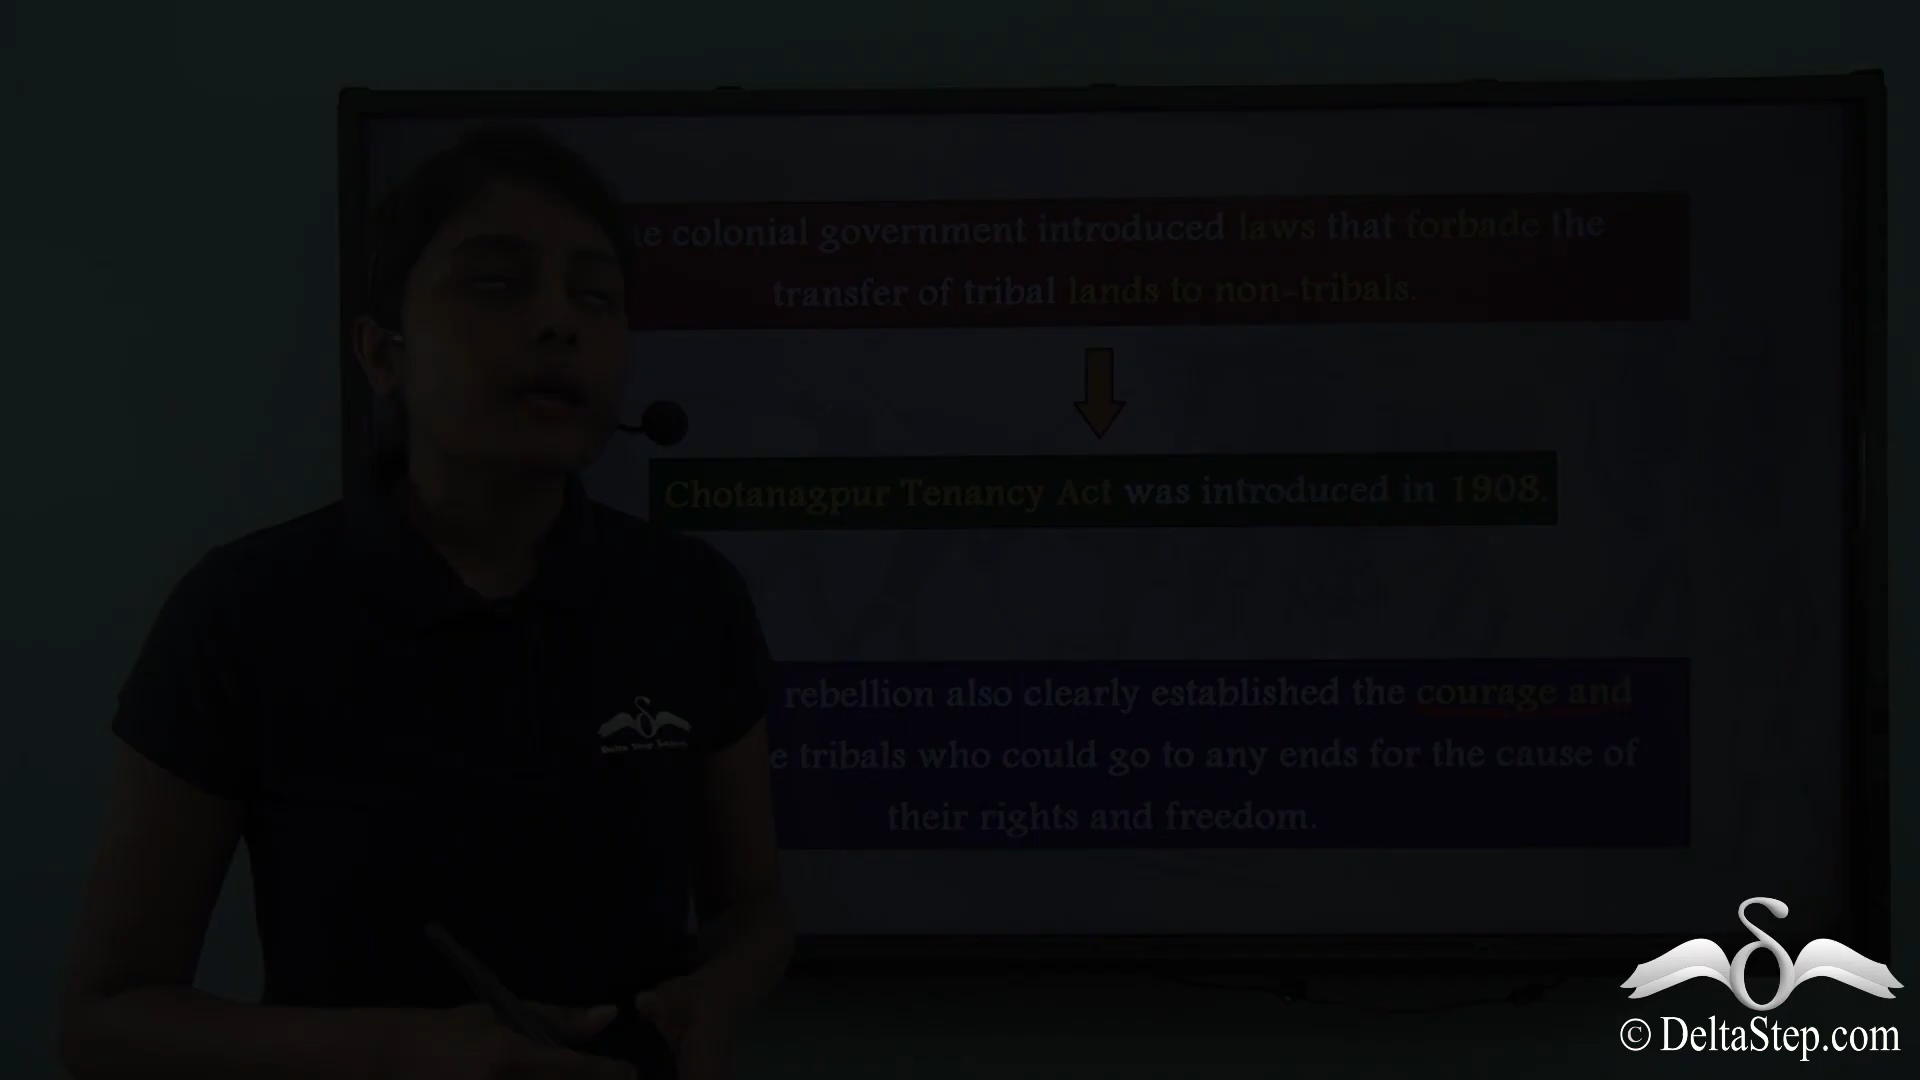 colonial government introduced laws that forbade the
transfer of tribal lands to non-tribals.
Chotanagpur Tenancy Act was introduced in 1908.
rebellion also clearly established the courage and
tribals who could go to any ends for the cause of
their rights and freedom.
Delta Step
© DeltaStep.com